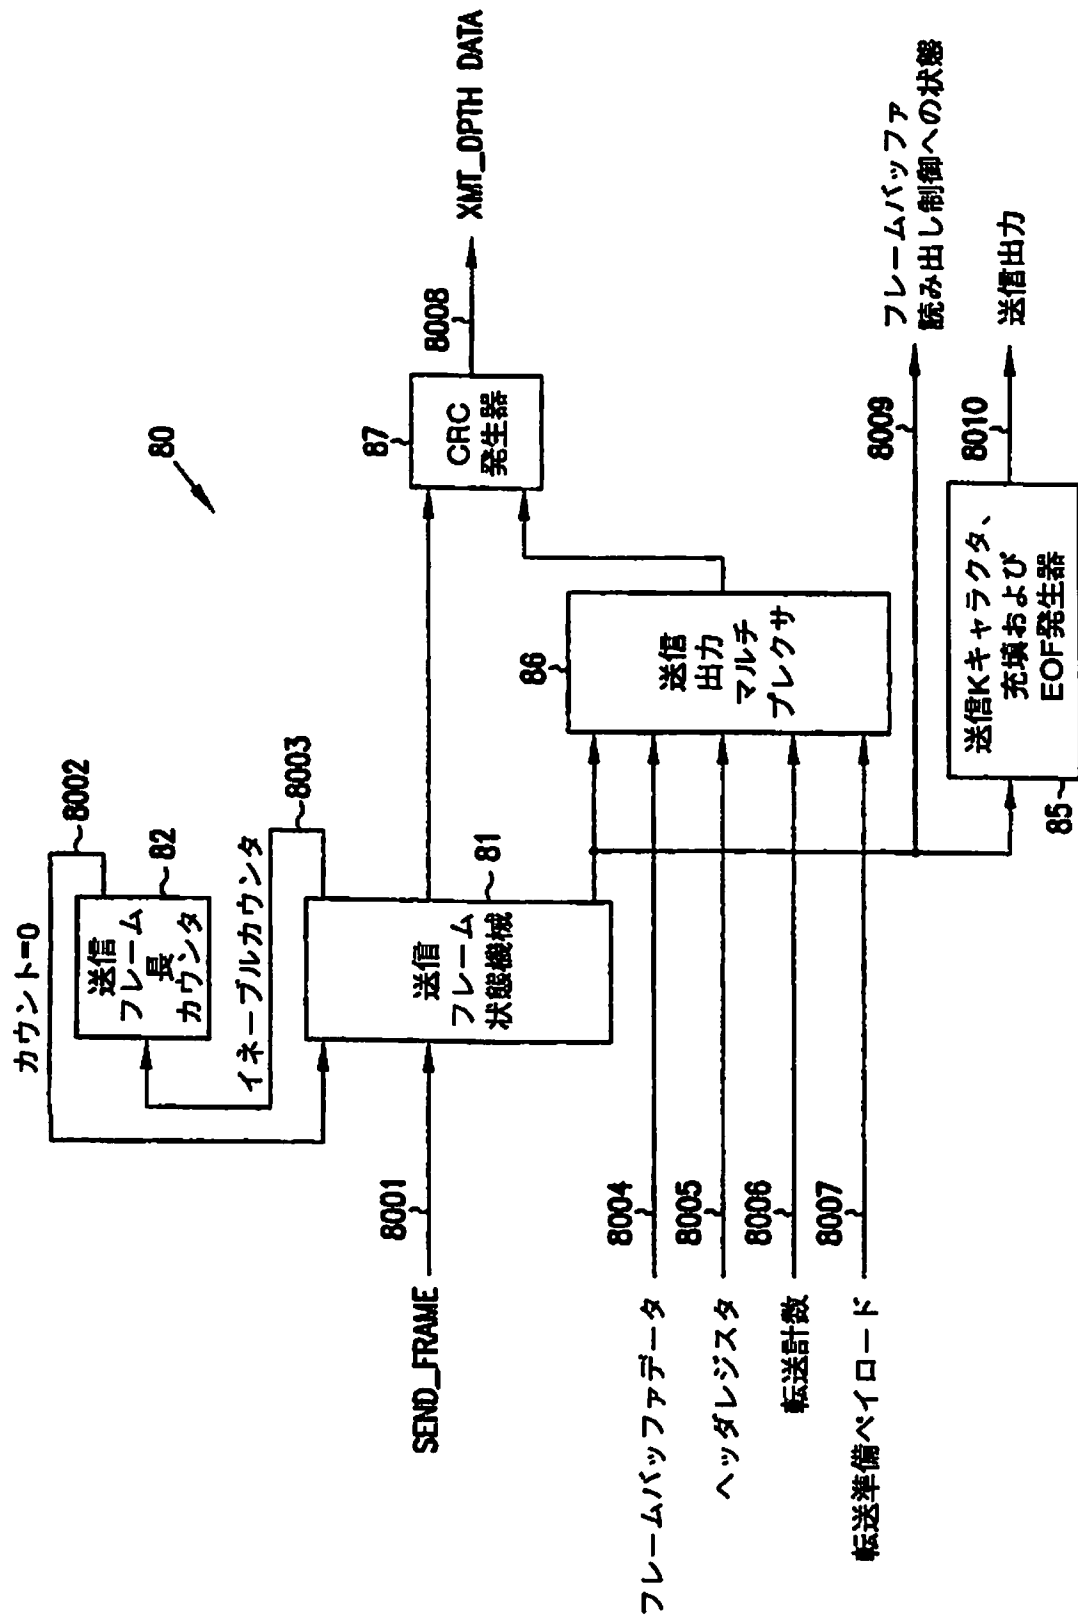 80
カウント=0
8002
送信
フレーム
長
カウンタ
82
イネーブルカウンタ
8003
SEND_FRAME
8001
送信
フレーム
状態機械
81
87
CRC
発生器
8008
XMT_DPTH DATA
フレームバッファデータ
8004
ヘッダレジスタ
8005
転送計数
8006
転送準備ペイロード
8007
86
送信
出力
マルチ
プレクサ
8009
フレームバッファ
読み出し制御への状態
85
送信Kキャラクタ、
充填および
EOF発生器
8010
送信出力